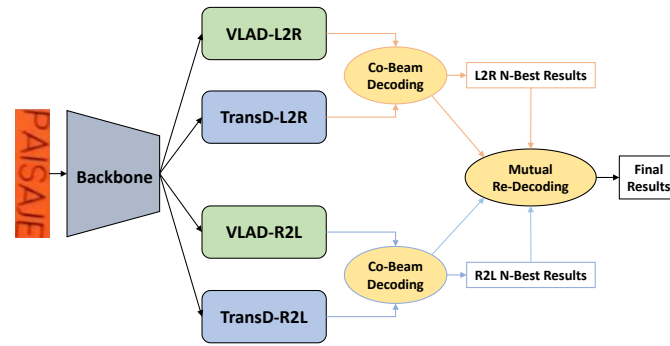 PAISAJE
Backbone
VLAD-L2R
TransD-L2R
VLAD-R2L
TransD-R2L
Co-Beam
Decoding
L2R N-Best Results
Co-Beam
Decoding
R2L N-Best Results
Mutual
Re-Decoding
Final
Results